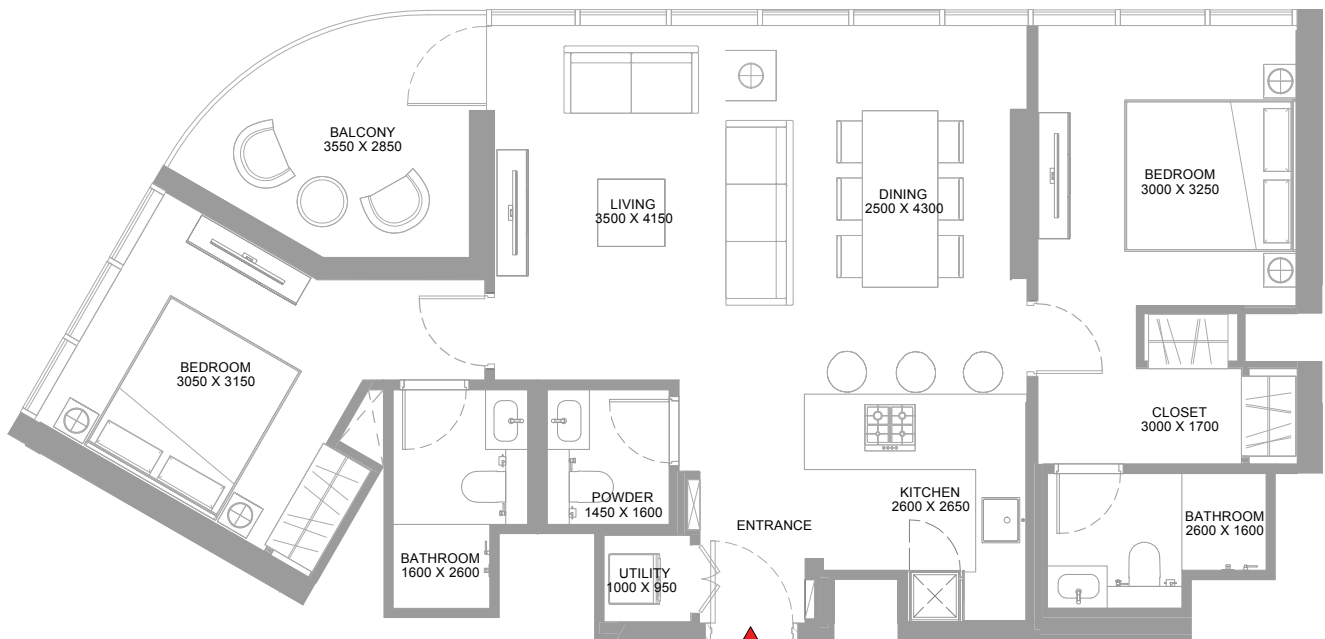 BALCONY
3550 X 2850
LIVING
3500 X 4150
DINING
2500 X 4300
BEDROOM
3000 X 3250
BEDROOM
3050 X 3150
CLOSET
3000 X 1700
POWDER
1450 X 1600
KITCHEN
2600 X 2650
ENTRANCE
BATHROOM
2600 X 1600
BATHROOM
1600 X 2600
UTILITY
1000 X 950